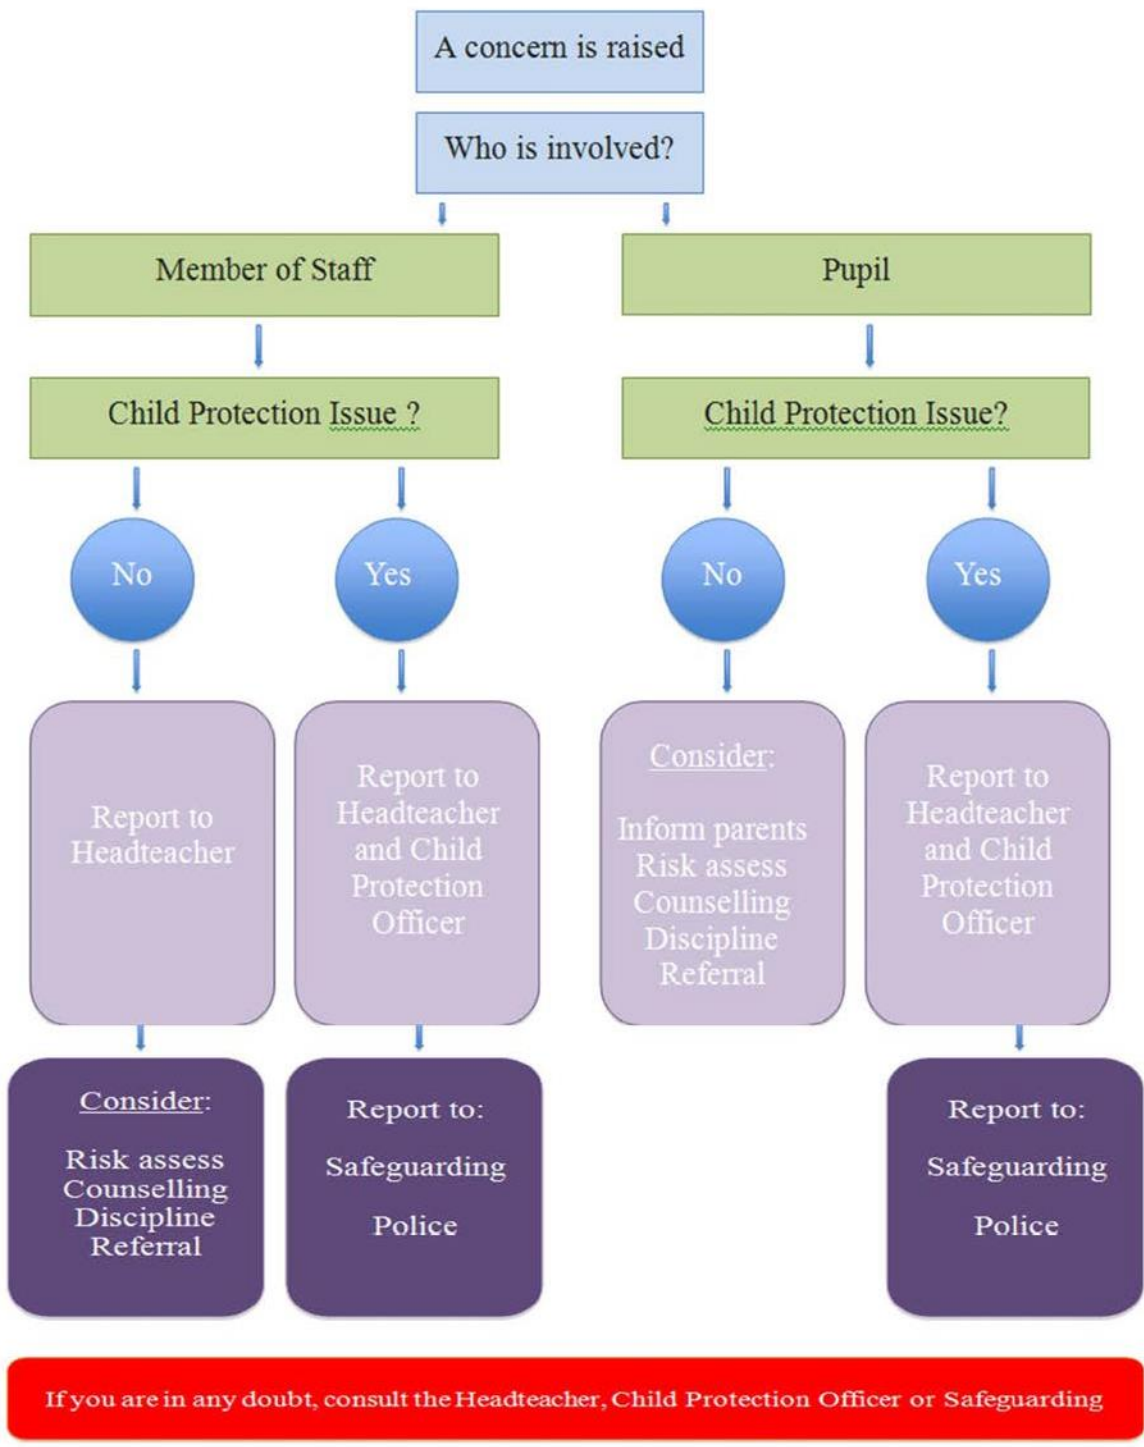 A concern is raised
Who is involved?
Member of Staff
Pupil
Child Protection Issue ?
Child Protection Issue?
No
Yes
No
Yes
Report to
Headteacher
Report to
Headteacher
and Child
Protection
Officer
Consider:
Inform parents
Risk assess
Counselling
Discipline
Referral
Report to
Headteacher
and Child
Protection
Officer
Consider:
Risk assess
Counselling
Discipline
Referral
Report to:
Safeguarding
Police
Report to:
Safeguarding
Police
If you are in any doubt, consult the Headteacher, Child Protection Officer or Safeguarding